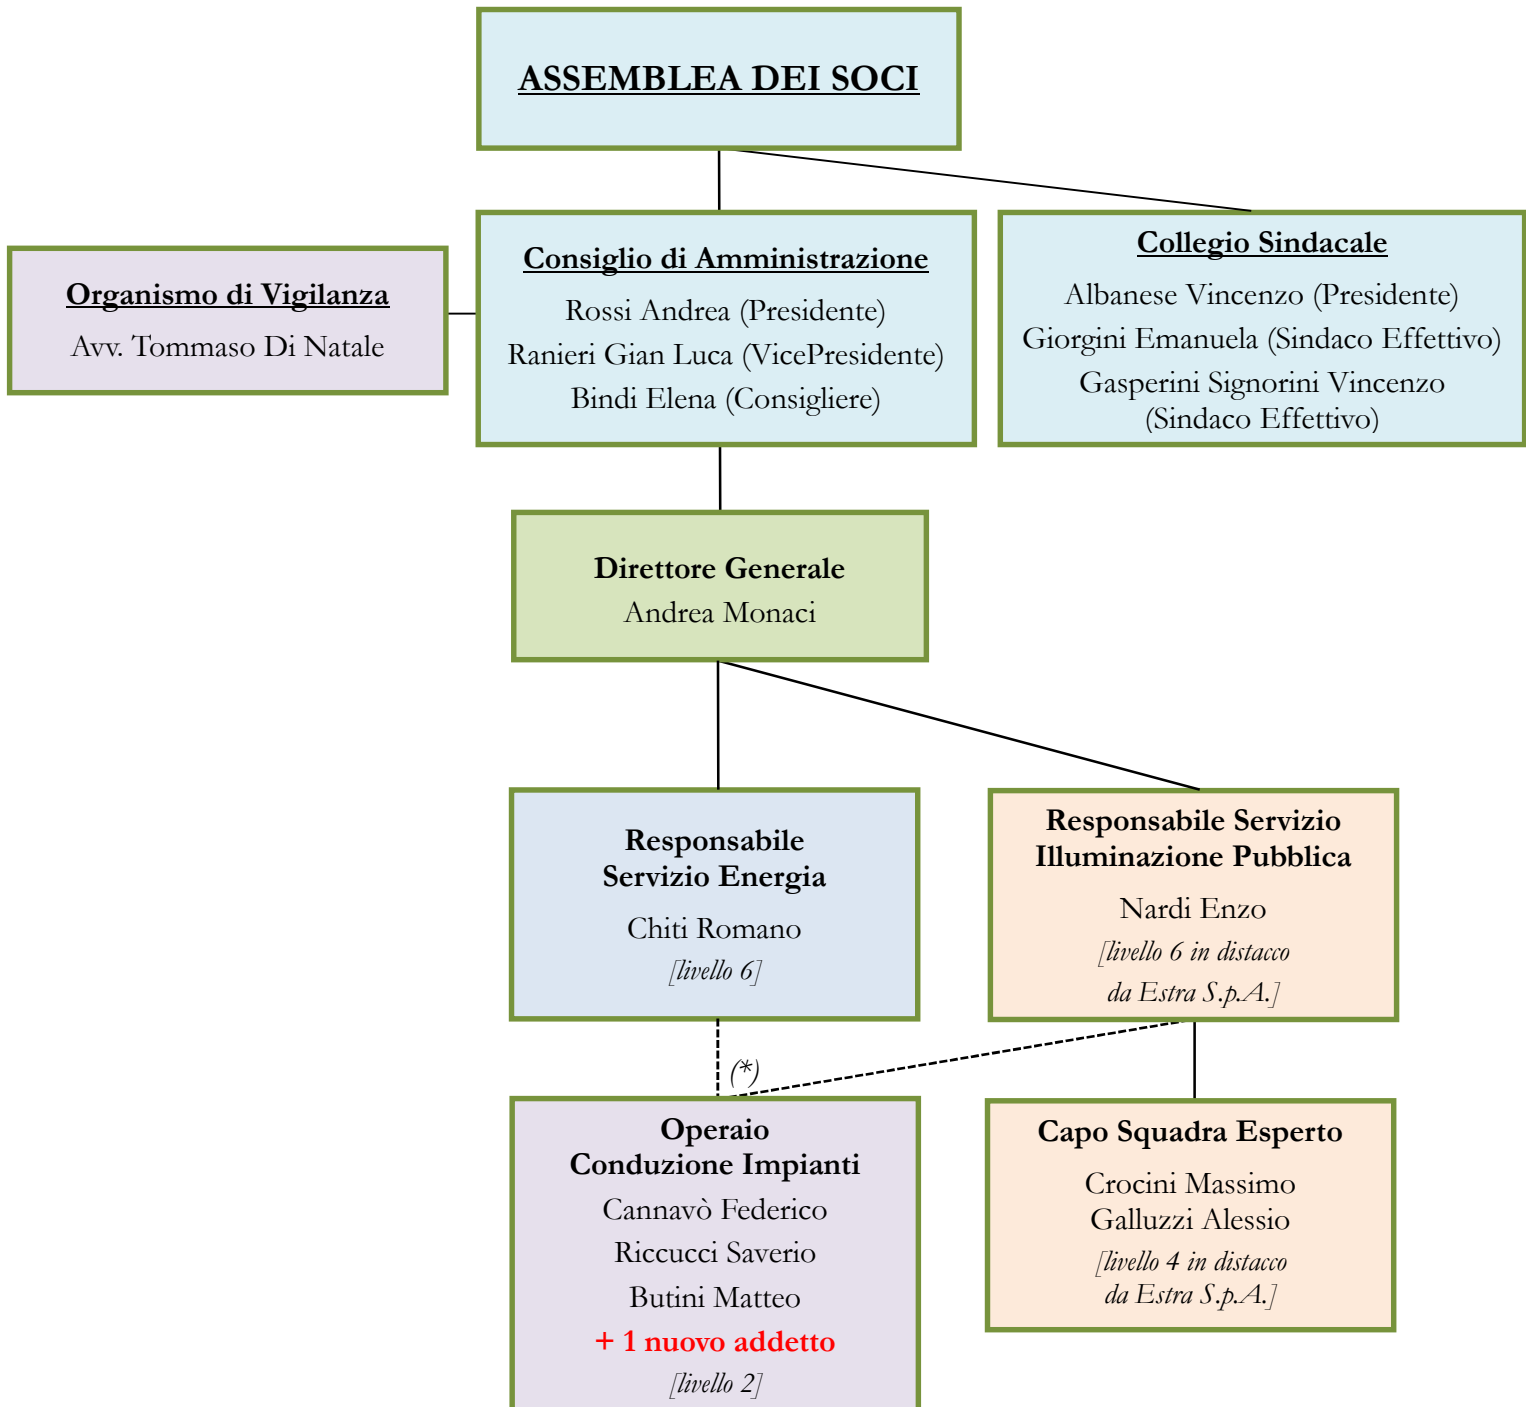 ASSEMBLEA DEI SOCI
Organismo di Vigilanza
Avv. Tommaso Di Natale
Consiglio di Amministrazione
Rossi Andrea (Presidente)
Ranieri Gian Luca (VicePresidente)
Bindi Elena (Consigliere)
Collegio Sindacale
Albanese Vincenzo (Presidente)
Giorgini Emanuela (Sindaco Effettivo)
Gasperini Signorini Vincenzo
(Sindaco Effettivo)
Direttore Generale
Andrea Monaci
Responsabile
Servizio Energia
Chiti Romano
[livello 6]
Responsabile Servizio
Illuminazione Pubblica
Nardi Enzo
[livello 6 in distacco
da Estra S.p.A.]
(*)
Operaio
Conduzione Impianti
Cannavò Federico
Riccucci Saverio
Butini Matteo
+ 1 nuovo addetto
[livello 2]
Capo Squadra Esperto
Crocini Massimo
Galluzzi Alessio
[livello 4 in distacco
da Estra S.p.A.]